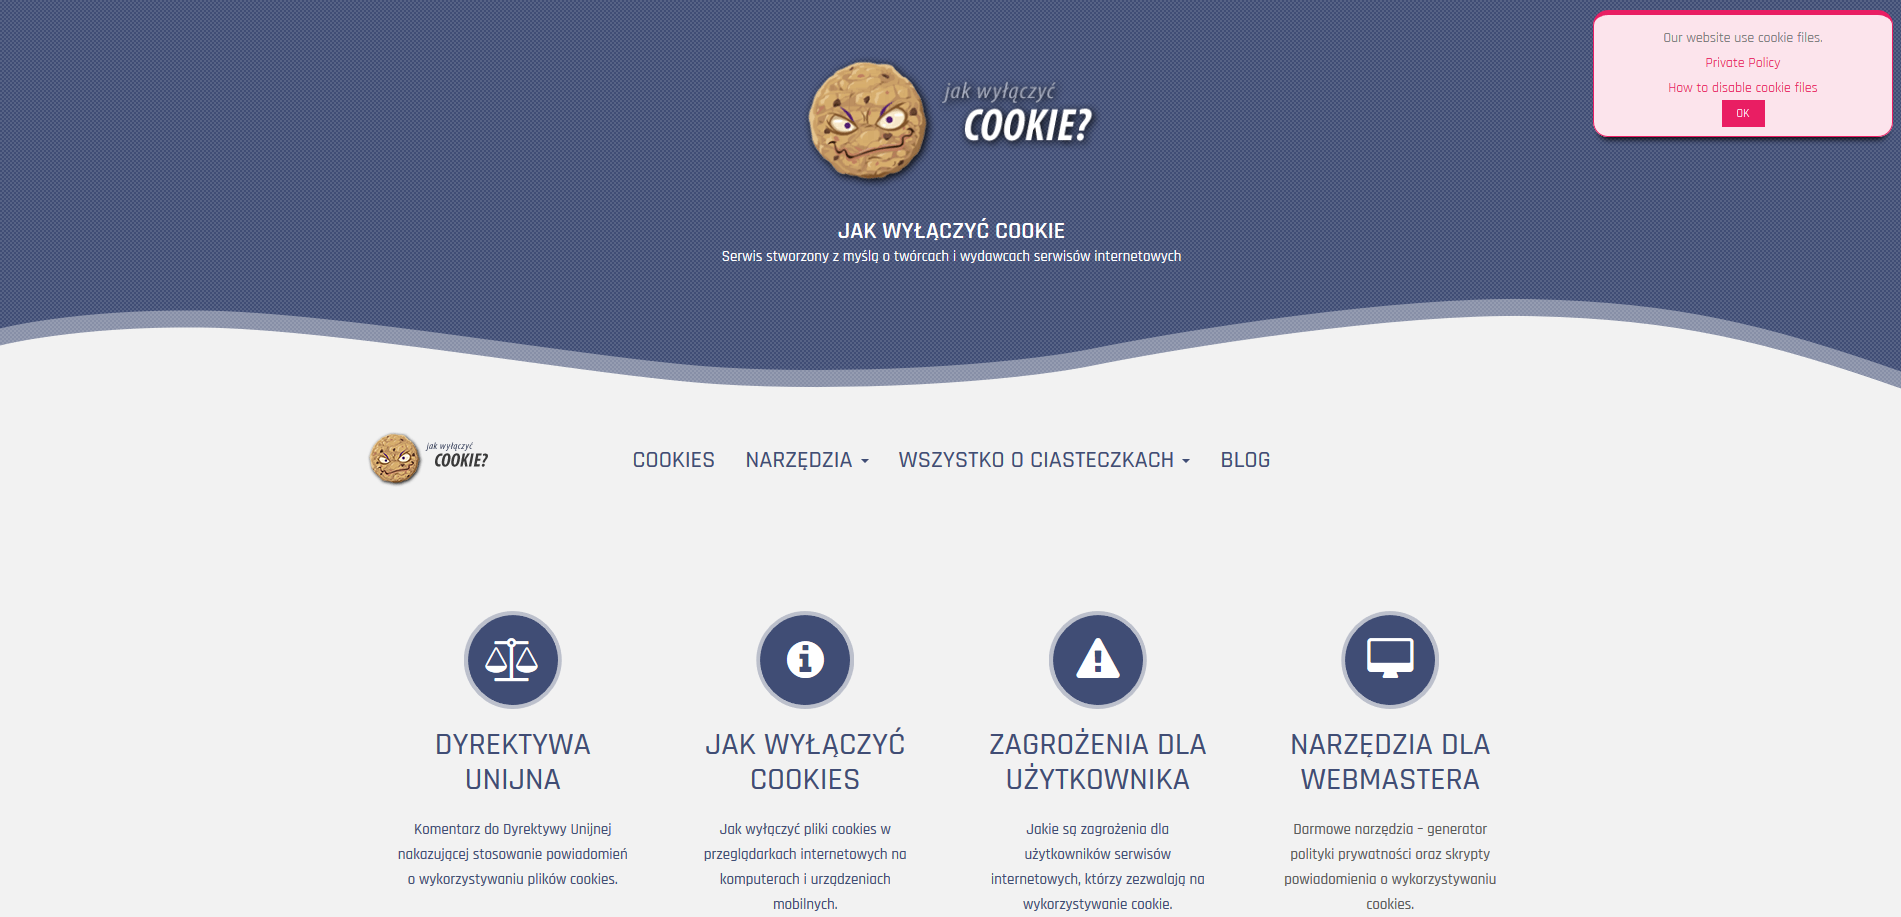 Our website use cookie files.
Private Policy
How to disable cookie files
OK
jak wyłączyć
COOKIE?
JAK WYŁĄCZYĆ COOKIE
Serwis stworzony z myślą o twórcach i wydawcach serwisów internetowych
jak wyłączyć
COOKIE?
COOKIES
NARZĘDZIA
WSZYSTKO O CIASTECZKACH
BLOG
DYREKTYWA
UNIJNA
Komentarz do Dyrektywy Unijnej
nakazującej stosowanie powiadomień
o wykorzystywaniu plików cookies.
JAK WYŁĄCZYĆ
COOKIES
Jak wyłączyć pliki cookies w
przeglądarkach internetowych na
komputerach i urządzeniach
mobilnych.
ZAGROŻENIA DLA
UŻYTKOWNIKA
Jakie są zagrożenia dla
użytkowników serwisów
internetowych, którzy zezwalają na
wykorzystywanie cookie.
NARZĘDZIA DLA
WEBMASTERA
Darmowe narzędzia – generator
polityki prywatności oraz skrypty
powiadomienia o wykorzystywaniu
cookies.